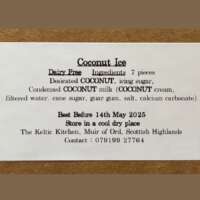 Coconut Ice
Dairy Free Ingredients 7 pieces
Desicated COCONUT, icing sugar,
Condensed COCONUT milk (COCONUT cream,
filtered water, cane sugar, guar gum, salt, calcium carbonate)
Best Before 14th May 2025
Store in a cool dry place
The Keltic Kitchen, Muir of Ord, Scottish Highlands
Contact : 079199 27764